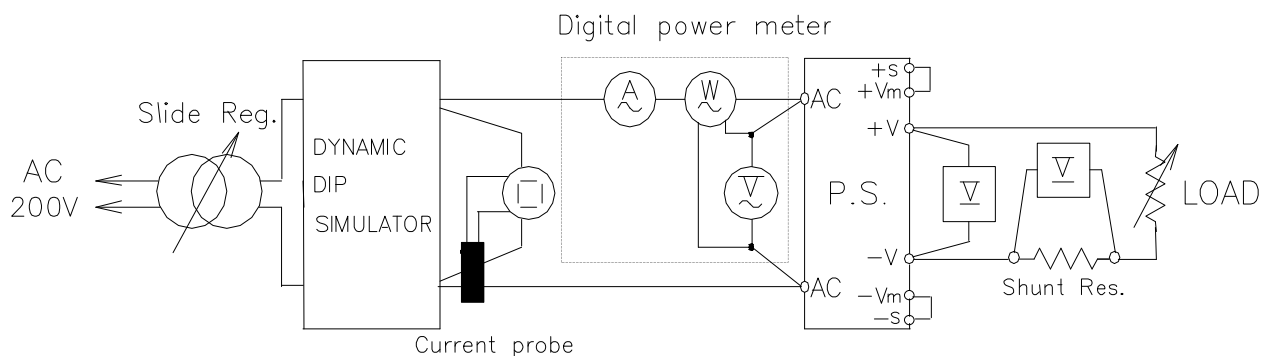 Digital power meter
Slide Reg.
AC
200V
DYNAMIC
DIP
SIMULATOR
Current probe
A
W
V
AC
AC
P.S.
+S
+Vm
+V
-V
-Vm
-S
V
V
Shunt Res.
LOAD